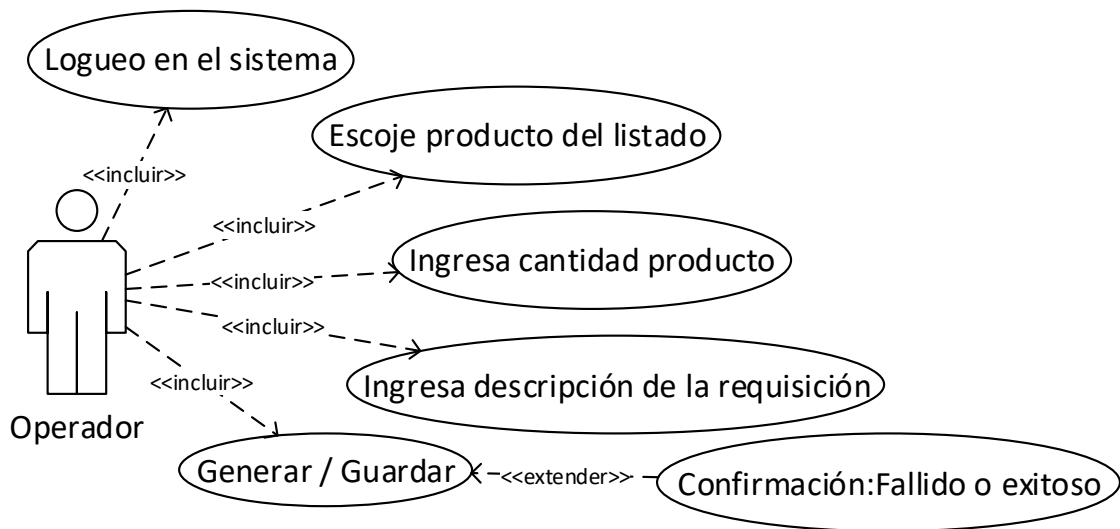 Logueo en el sistema
Escoje producto del listado
<<incluir>>
<<incluir>>
Ingresa cantidad producto
<<incluir>>
<<incluir>>
<<incluir>>
Ingresa descripción de la requisición
Operador
Generar / Guardar
<<extender>>
Confirmación:Fallido o exitoso